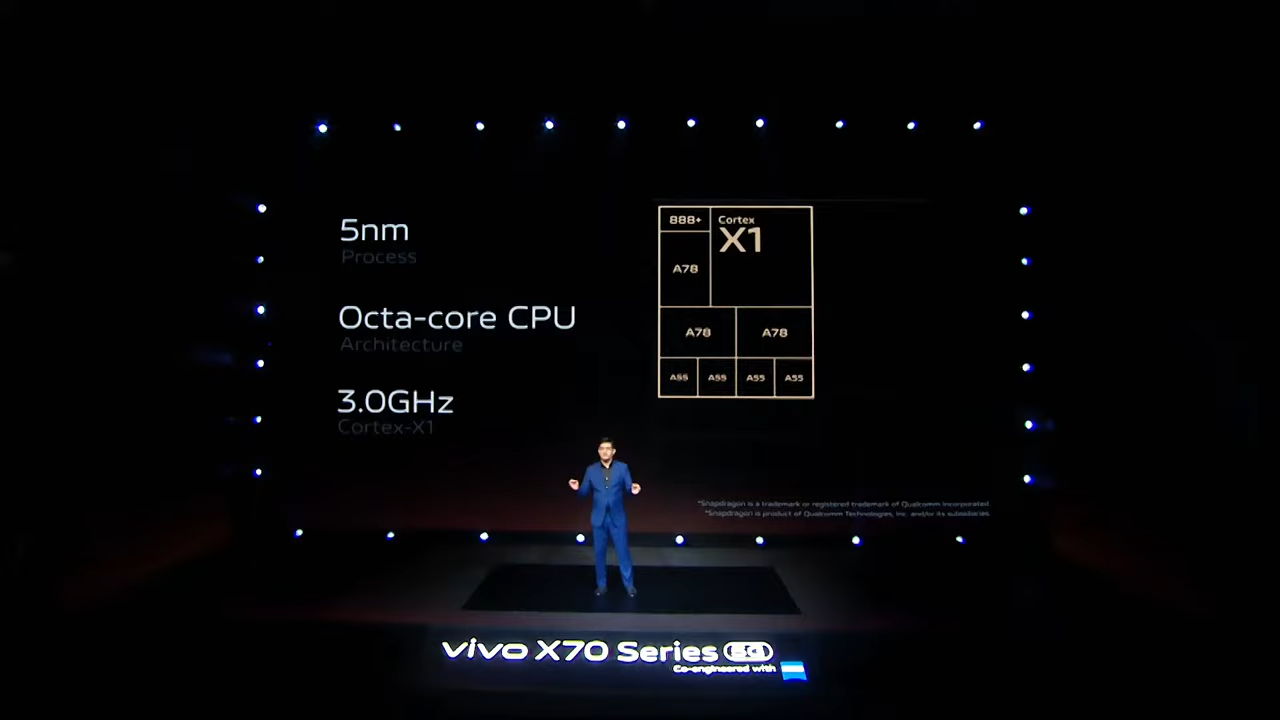 5nm
Process
Octa-core CPU
Architecture
3.0GHz
Cortex-X1
888+
Cortex
X1
A78
A78 A78
A55 A55 A55 A55
*Snapdragon is a trademark or registered trademark of Qualcomm Incorporated.
*Snapdragon is product of Qualcomm Technologies, Inc. and/or its subsidiaries.
vivo X70 Series 5G
Co-engineered with